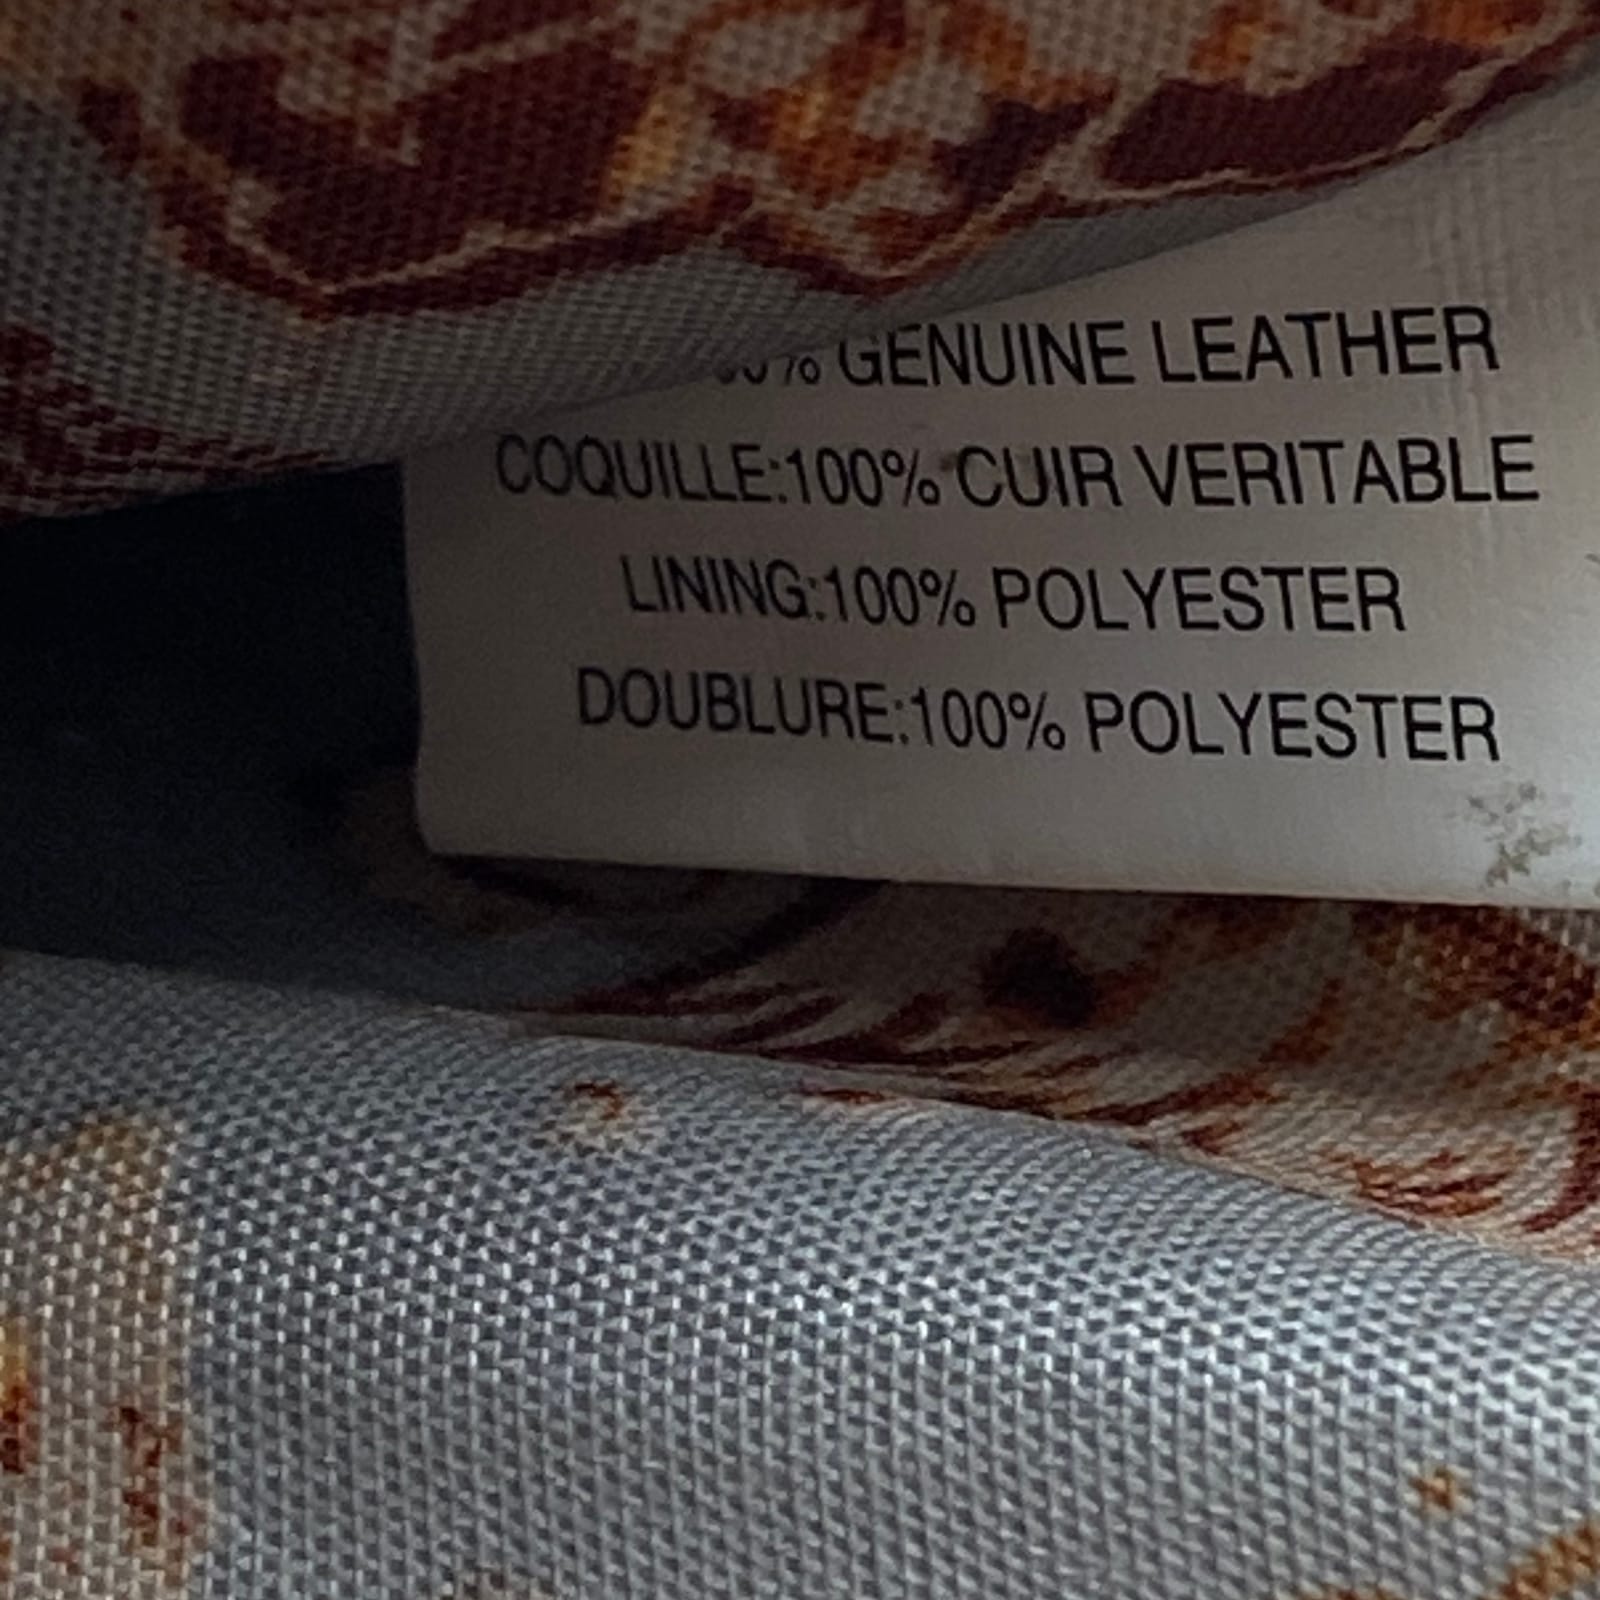 GENUINE LEATHER
COQUILLE:100% CUIR VERITABLE
LINING:100% POLYESTER
DOUBLURE:100% POLYESTER